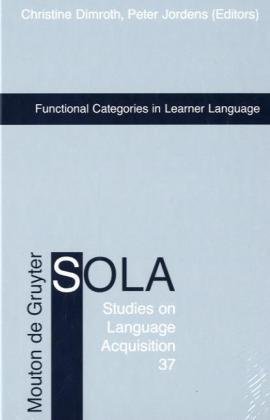 Christine Dimroth, Peter Jordens (Editors)
Functional Categories in Learner Language
Mouton de Gruyter
SOLA
Studies on
Language
Acquisition
37